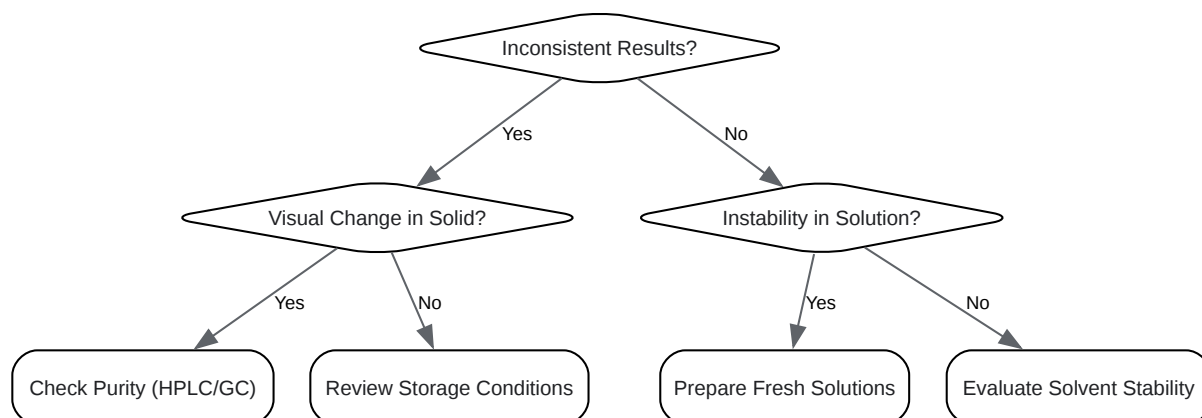 Inconsistent Results?
Yes
No
Visual Change in Solid?
Instability in Solution?
Yes
No
Yes
No
Check Purity (HPLC/GC)
Review Storage Conditions
Prepare Fresh Solutions
Evaluate Solvent Stability